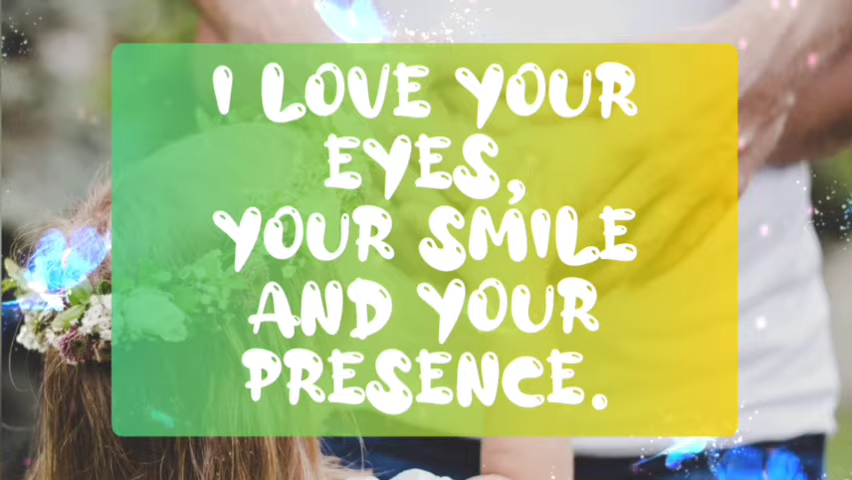 I LOVE YOUR
EYES,
YOUR SMILE
AND YOUR
PRESENCE.